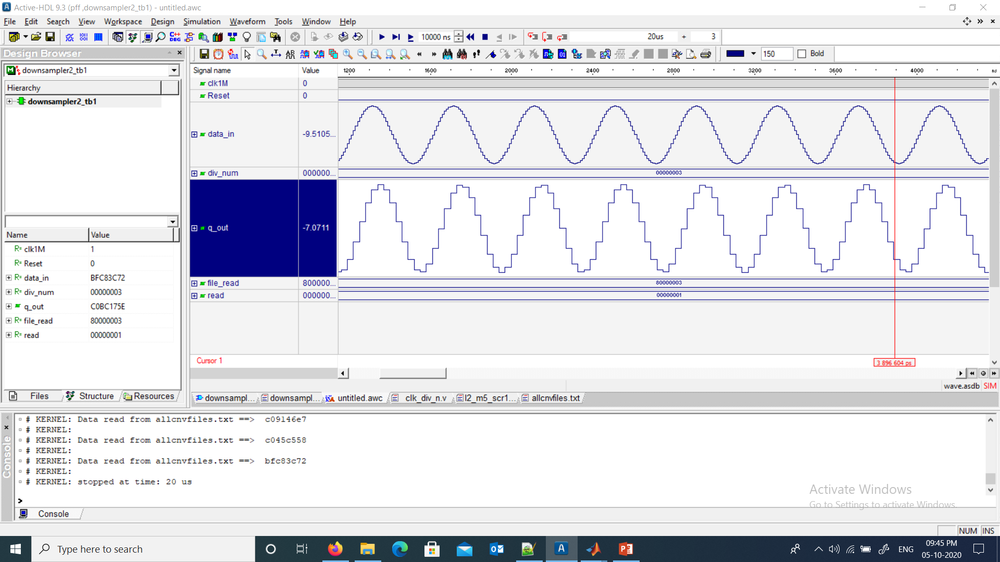 Active-HDL 9.3 (pff ,downsampler2_tb1) - untitled.awc
File Edit Search View Workspace Design Simulation Waveform Tools Window Help
10000 ns 20us + 3
Design Browser
150 Bold
downsampler2_tb1
Hierarchy
downsampler2_tb1
Name Value
clk1M 1
Reset 0
data_in BFC83C72
div_num 00000003
q_out C0BC175E
file_read 80000003
read 00000001
Files Structure Resources
Signal name Value 1200 1600 2000 2400 2800 3200 3600 4000 ns
clk1M 0
Reset 0
data_in -9.5105...
div_num 000000... 00000003
q_out -7.0711
file_read 800000... 80000003
read 000000... 00000001
Cursor 1 3 896 604 ps
wave.asdb SIM
downsampl... downsampl... untitled.awc clk_div_n.v l2_m5_scr1... allcnvfiles.txt
# KERNEL: Data read from allcnvfiles.txt ==> c09146e7
# KERNEL:
# KERNEL: Data read from allcnvfiles.txt ==> c045c558
# KERNEL:
# KERNEL: Data read from allcnvfiles.txt ==> bfc83c72
# KERNEL:
# KERNEL: stopped at time: 20 us
>
Console
Console
Activate Windows
Go to Settings to activate Windows.
NUM INS
Type here to search
ENG
09:45 PM
05-10-2020